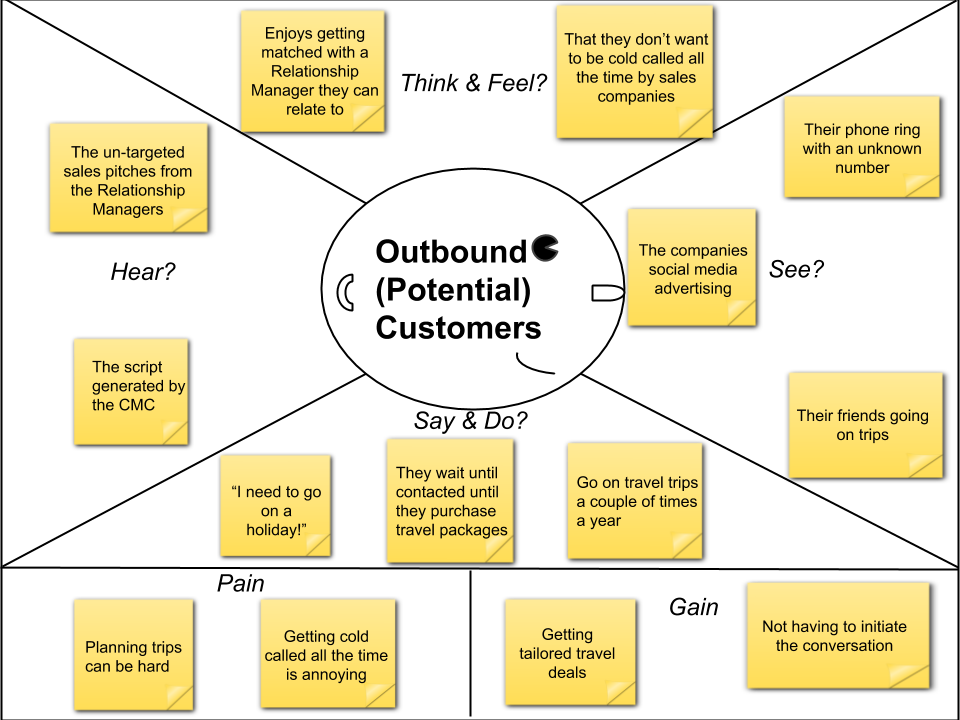 Enjoys getting
matched with a
Relationship
Manager they can
relate to
Think & Feel?
That they don’t want
to be cold called all
the time by sales
companies
The un-targeted
sales pitches from
the Relationship
Managers
Hear?
The script
generated by
the CMC
Outbound
(Potential)
Customers
Their phone ring
with an unknown
number
The companies
social media
advertising
See?
Their friends going
on trips
Say & Do?
“I need to go
on a
holiday!”
They wait until
contacted until
they purchase
travel packages
Go on travel trips
a couple of times
a year
Pain
Planning trips
can be hard
Getting cold
called all the time
is annoying
Gain
Getting
tailored travel
deals
Not having to initiate
the conversation